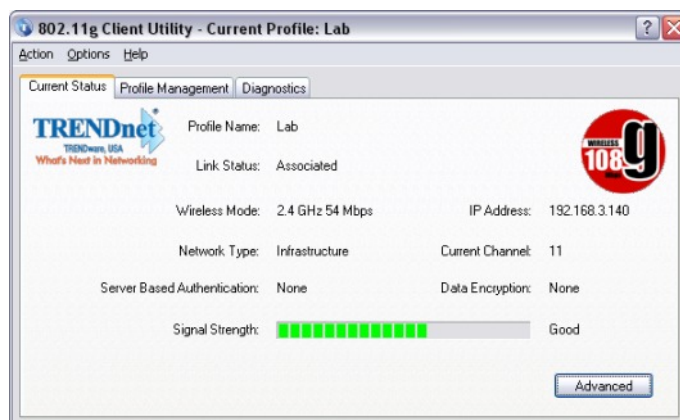 802.11g Client Utility - Current Profile: Lab
Action Options Help
Current Status Profile Management Diagnostics
TRENDnet
TRENDware, USA
What's Next in Networking
WIRELESS
108
g
Profile Name: Lab
Link Status: Associated
Wireless Mode: 2.4 GHz 54 Mbps IP Address: 192.168.3.140
Network Type: Infrastructure Current Channel: 11
Server Based Authentication: None Data Encryption: None
Signal Strength: Good
Advanced